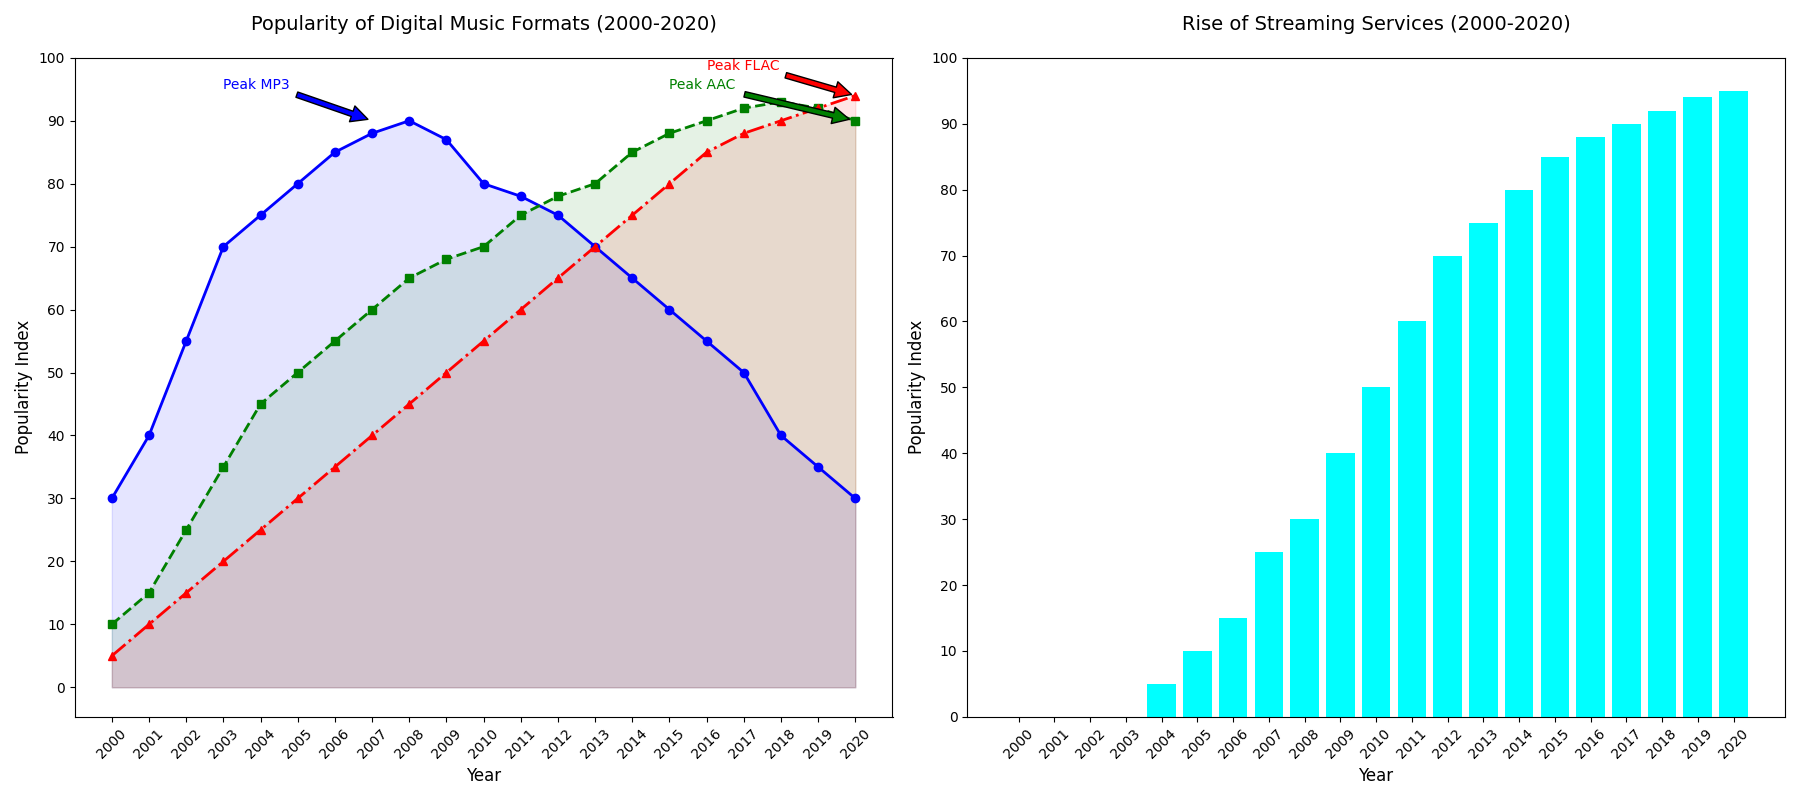 Popularity of Digital Music Formats (2000-2020)
Peak MP3
Peak AAC
Peak FLAC
Popularity Index
100
90
80
70
60
50
40
30
20
10
0
2000 2001 2002 2003 2004 2005 2006 2007 2008 2009 2010 2011 2012 2013 2014 2015 2016 2017 2018 2019 2020
Year
Rise of Streaming Services (2000-2020)
Popularity Index
100
90
80
70
60
50
40
30
20
10
0
2000 2001 2002 2003 2004 2005 2006 2007 2008 2009 2010 2011 2012 2013 2014 2015 2016 2017 2018 2019 2020
Year